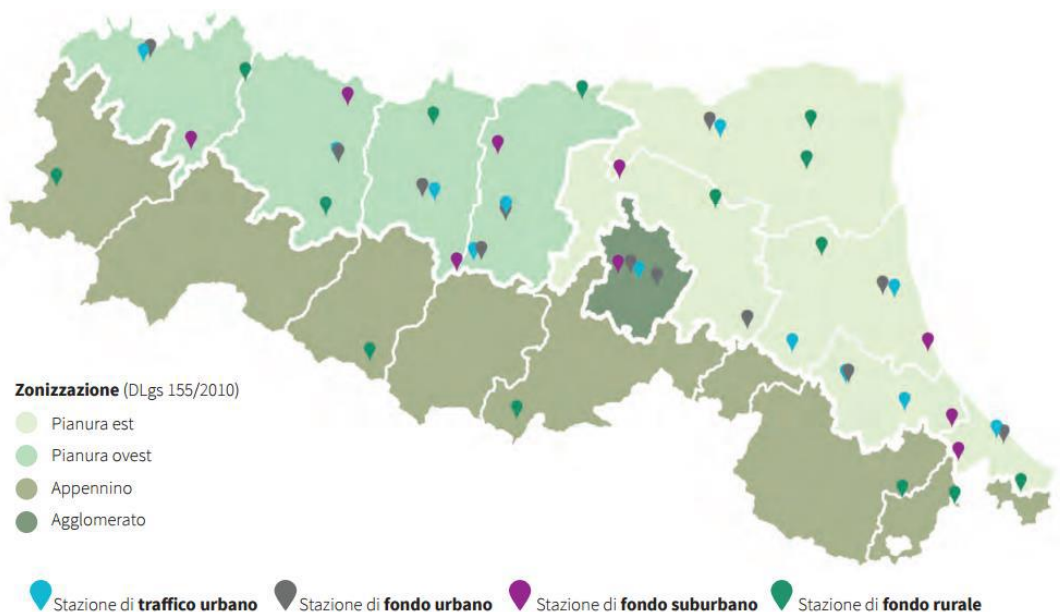 Zonizzazione (DLgs 155/2010)
Pianura est
Pianura ovest
Appennino
Agglomerato
Stazione di traffico urbano
Stazione di fondo urbano
Stazione di fondo suburbano
Stazione di fondo rurale